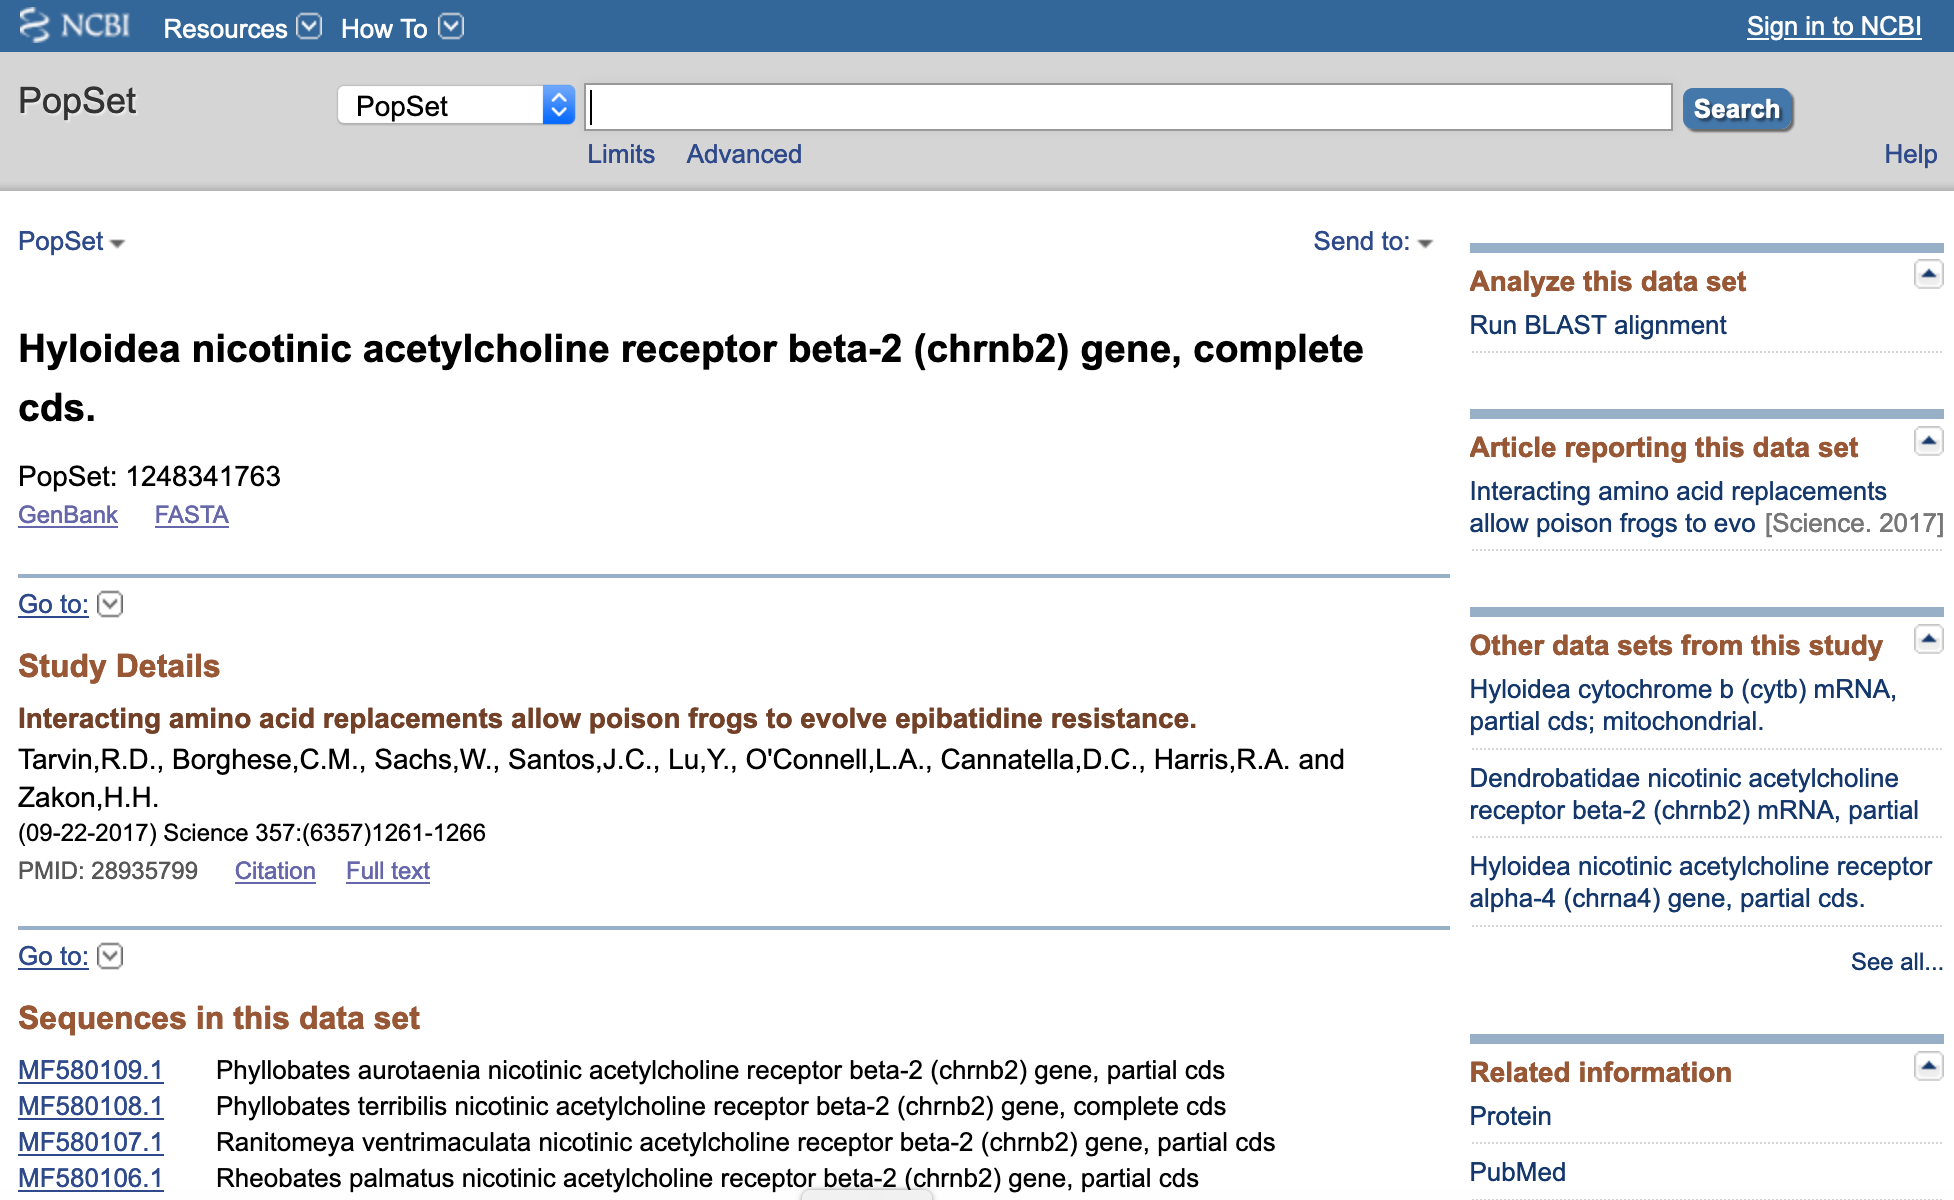 NCBI Resources How To Sign in to NCBI
PopSet PopSet Search
Limits Advanced Help
PopSet Send to:
Hyloidea nicotinic acetylcholine receptor beta-2 (chrnb2) gene, complete
cds.
PopSet: 1248341763
GenBank FASTA
Go to:
Study Details
Interacting amino acid replacements allow poison frogs to evolve epibatidine resistance.
Tarvin,R.D., Borghese,C.M., Sachs,W., Santos,J.C., Lu,Y., O'Connell,L.A., Cannatella,D.C., Harris,R.A. and
Zakon,H.H.
(09-22-2017) Science 357:(6357)1261-1266
PMID: 28935799 Citation Full text
Go to:
Sequences in this data set
MF580109.1 Phyllobates aurotaenia nicotinic acetylcholine receptor beta-2 (chrnb2) gene, partial cds
MF580108.1 Phyllobates terribilis nicotinic acetylcholine receptor beta-2 (chrnb2) gene, complete cds
MF580107.1 Ranitomeya ventrimaculata nicotinic acetylcholine receptor beta-2 (chrnb2) gene, partial cds
MF580106.1 Rheobates palmatus nicotinic acetylcholine receptor beta-2 (chrnb2) gene, partial cds
Analyze this data set
Run BLAST alignment
Article reporting this data set
Interacting amino acid replacements
allow poison frogs to evo [Science. 2017]
Other data sets from this study
Hyloidea cytochrome b (cytb) mRNA,
partial cds; mitochondrial.
Dendrobatidae nicotinic acetylcholine
receptor beta-2 (chrnb2) mRNA, partial
Hyloidea nicotinic acetylcholine receptor
alpha-4 (chrna4) gene, partial cds.
See all...
Related information
Protein
PubMed